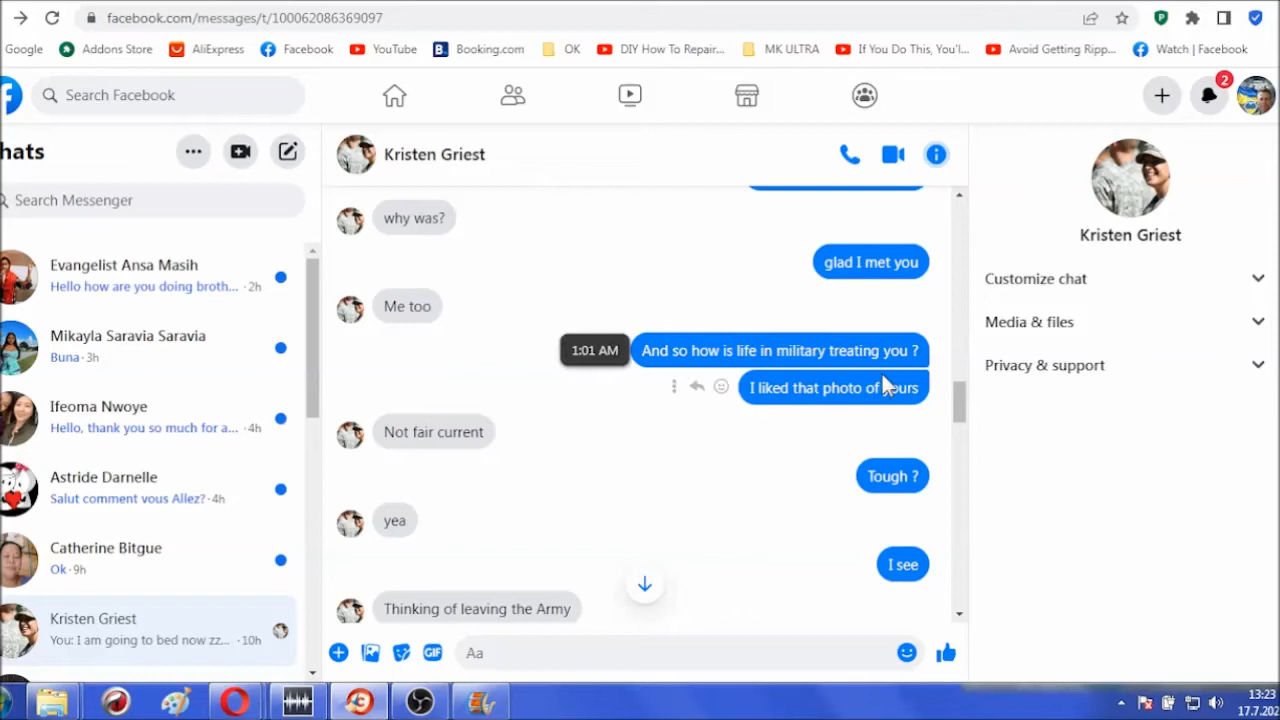 facebook.com/messages/t/100062086369097
Google Addons Store AliExpress Facebook YouTube Booking.com OK DIY How To Repair... MK ULTRA If You Do This, You'l... Avoid Getting Ripp... Watch | Facebook
Search Facebook
2
hats
Search Messenger
Evangelist Ansa Masih
Hello how are you doing broth... · 2h
Mikayla Saravia Saravia
Buna · 3h
Ifeoma Nwoye
Hello, thank you so much for a... · 4h
Astride Darnelle
Salut comment vous Allez? · 4h
Catherine Bitgue
Ok · 9h
Kristen Griest
You: I am going to bed now zz... · 10h
Kristen Griest
why was?
glad I met you
Me too
1:01 AM And so how is life in military treating you ?
I liked that photo of ours
Not fair current
Tough ?
yea
I see
Thinking of leaving the Army
GIF
Aa
Kristen Griest
Customize chat
Media & files
Privacy & support
13:23
17.7.202